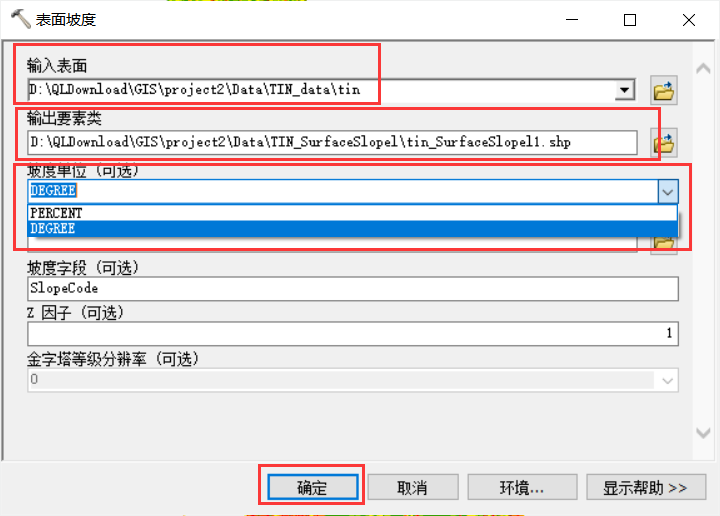 表面坡度
输入表面
D:\QLDownload\GIS\project2\Data\TIN_data\tin
输出要素类
D:\QLDownload\GIS\project2\Data\TIN_SurfaceSlopel\tin_SurfaceSlopel1.shp
坡度单位 (可选)
DEGREE
PERCENT
DEGREE
坡度字段 (可选)
SlopeCode
Z 因子 (可选)
1
金字塔等级分辨率 (可选)
0
确定 取消 环境... 显示帮助 >>